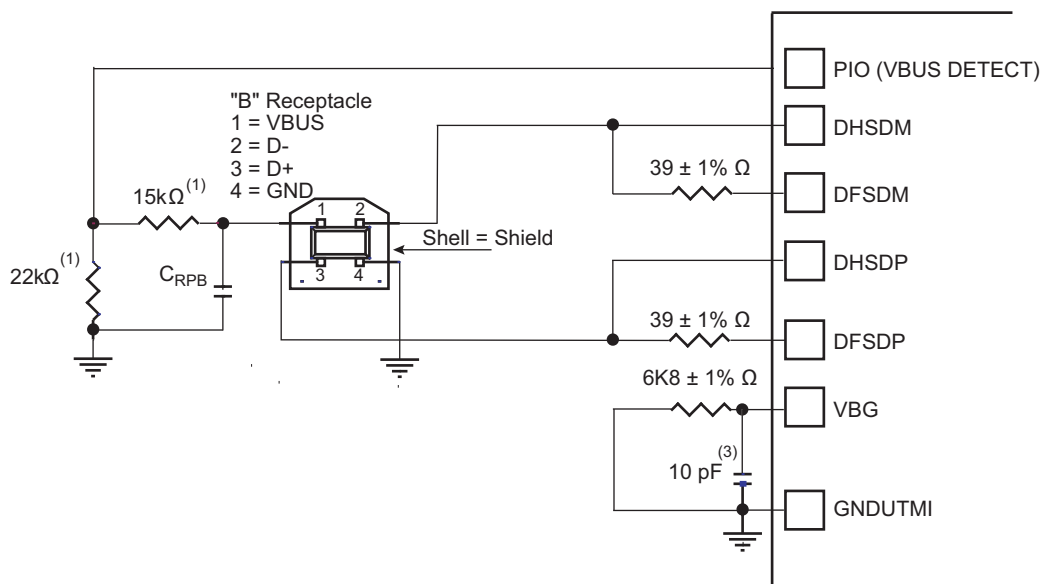 PIO (VBUS DETECT)
"B" Receptacle
1 = VBUS
2 = D-
3 = D+
4 = GND
DHSDM
39 ± 1% Ω
DFSDM
15kΩ(1)
1 2
Shell = Shield
3 4
DHSDP
22kΩ(1)
CRPB
39 ± 1% Ω
DFSDP
6K8 ± 1% Ω
VBG
10 pF(3)
GNDUTMI